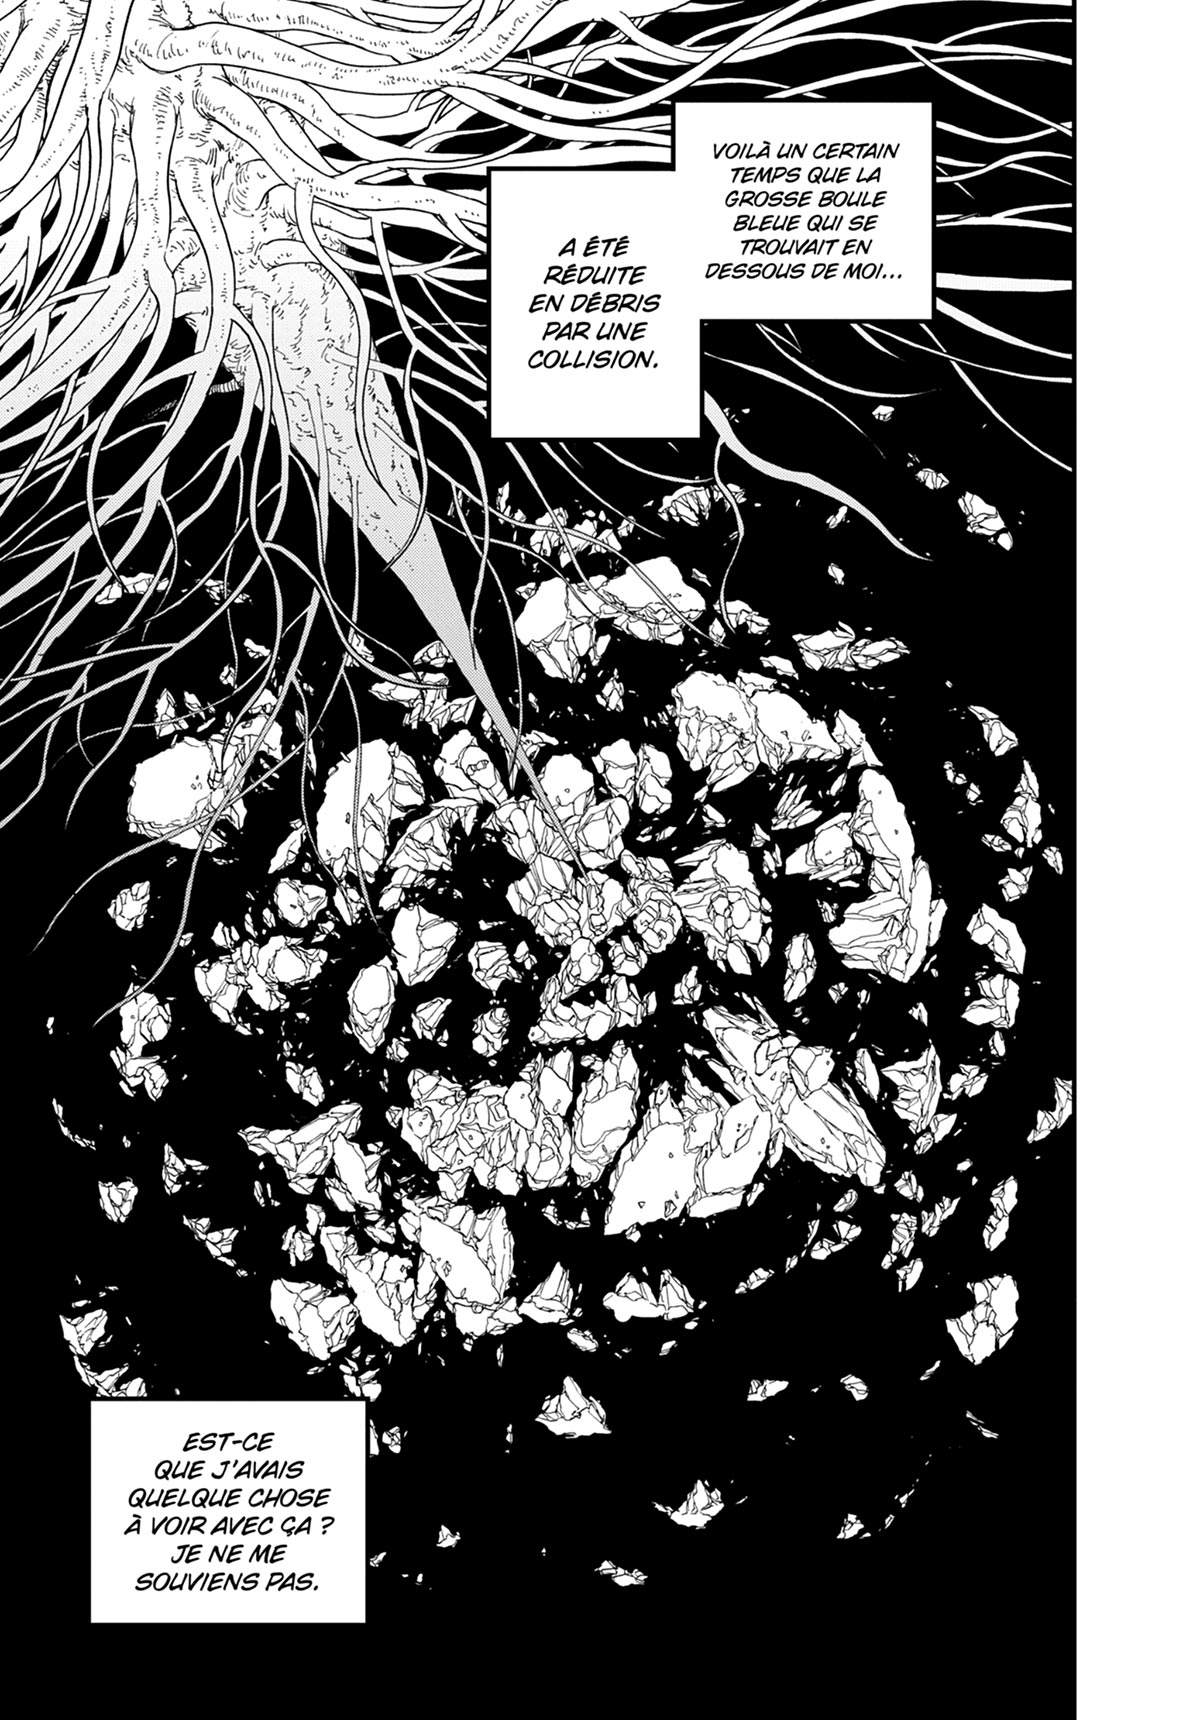 VOILÀ UN CERTAIN
TEMPS QUE LA
GROSSE BOULE
BLEUE QUI SE
TROUVAIT EN
DESSOUS DE MOI...
A ÉTÉ
RÉDUITE
EN DÉBRIS
PAR UNE
COLLISION.
EST-CE
QUE J'AVAIS
QUELQUE CHOSE
À VOIR AVEC ÇA ?
JE NE ME
SOUVIENS PAS.